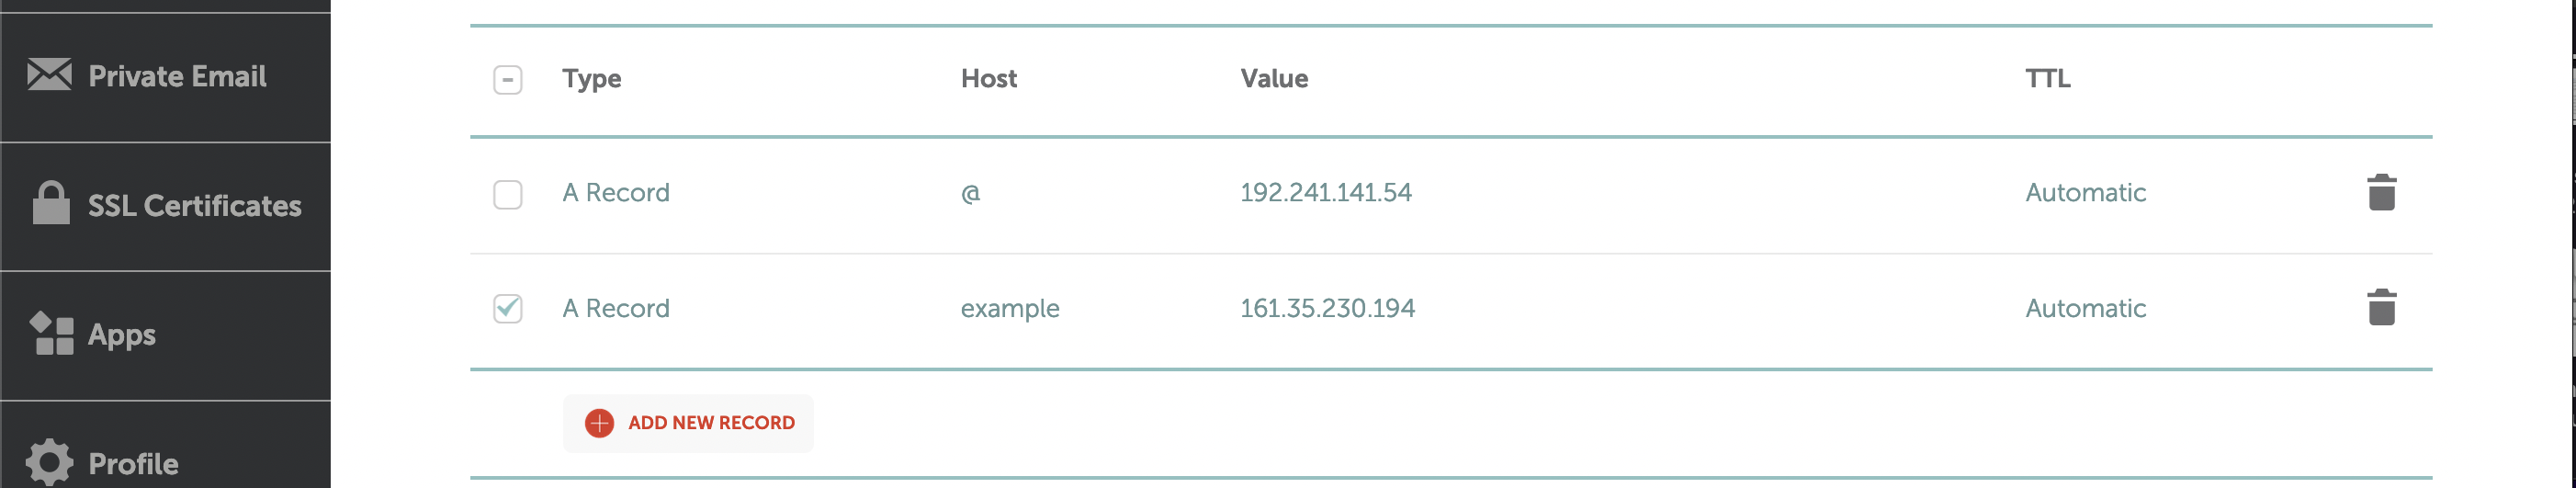 Private Email
SSL Certificates
Apps
Profile
Type Host Value TTL
A Record @ 192.241.141.54 Automatic
A Record example 161.35.230.194 Automatic
ADD NEW RECORD